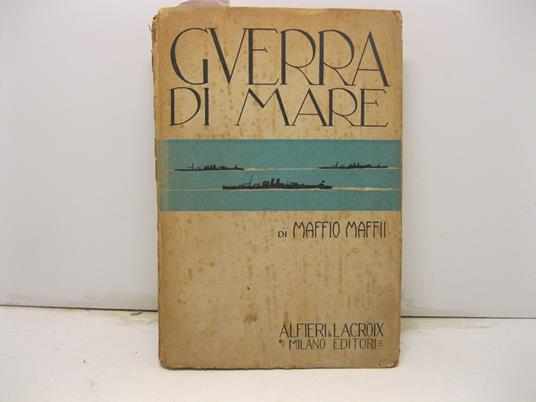 GVERRA
DI MARE
DI MAFFIO MAFFII
ALFIERI & LACROIX
MILANO EDITORI